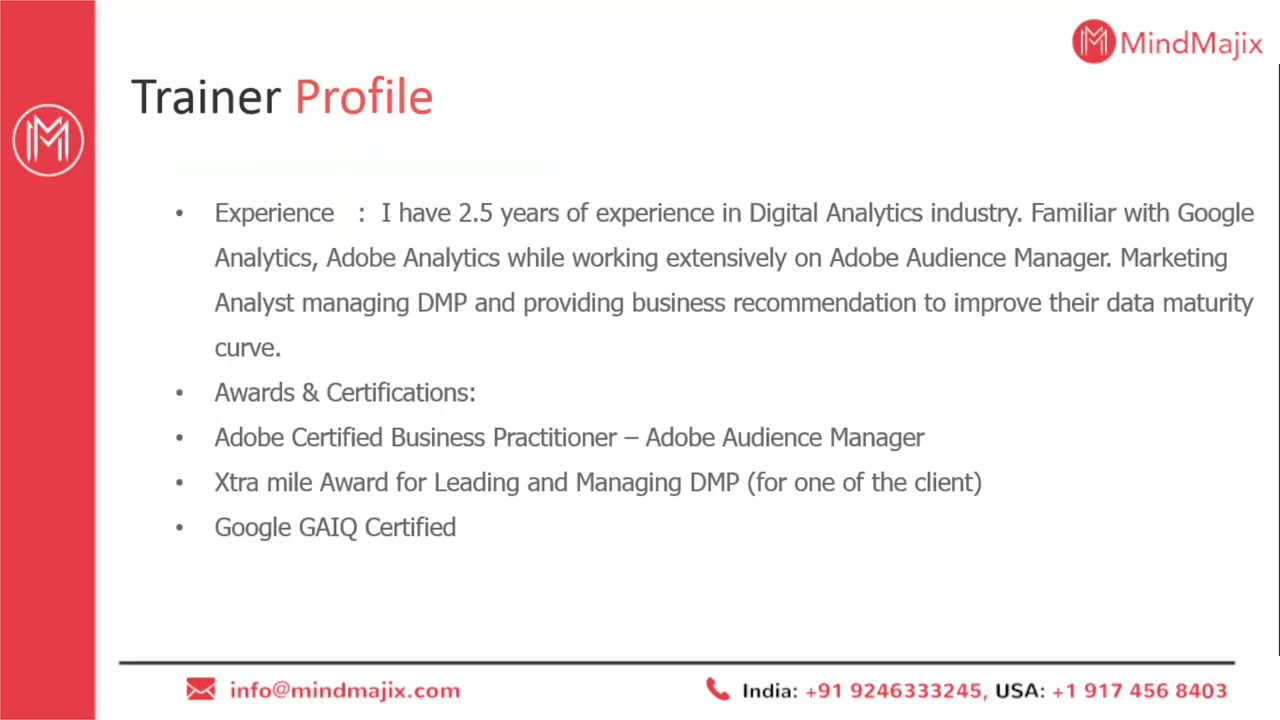 MindMajix
Trainer Profile
• Experience : I have 2.5 years of experience in Digital Analytics industry. Familiar with Google
Analytics, Adobe Analytics while working extensively on Adobe Audience Manager. Marketing
Analyst managing DMP and providing business recommendation to improve their data maturity
curve.
• Awards & Certifications:
• Adobe Certified Business Practitioner – Adobe Audience Manager
• Xtra mile Award for Leading and Managing DMP (for one of the client)
• Google GAIQ Certified
info@mindmajix.com India: +91 9246333245, USA: +1 917 456 8403